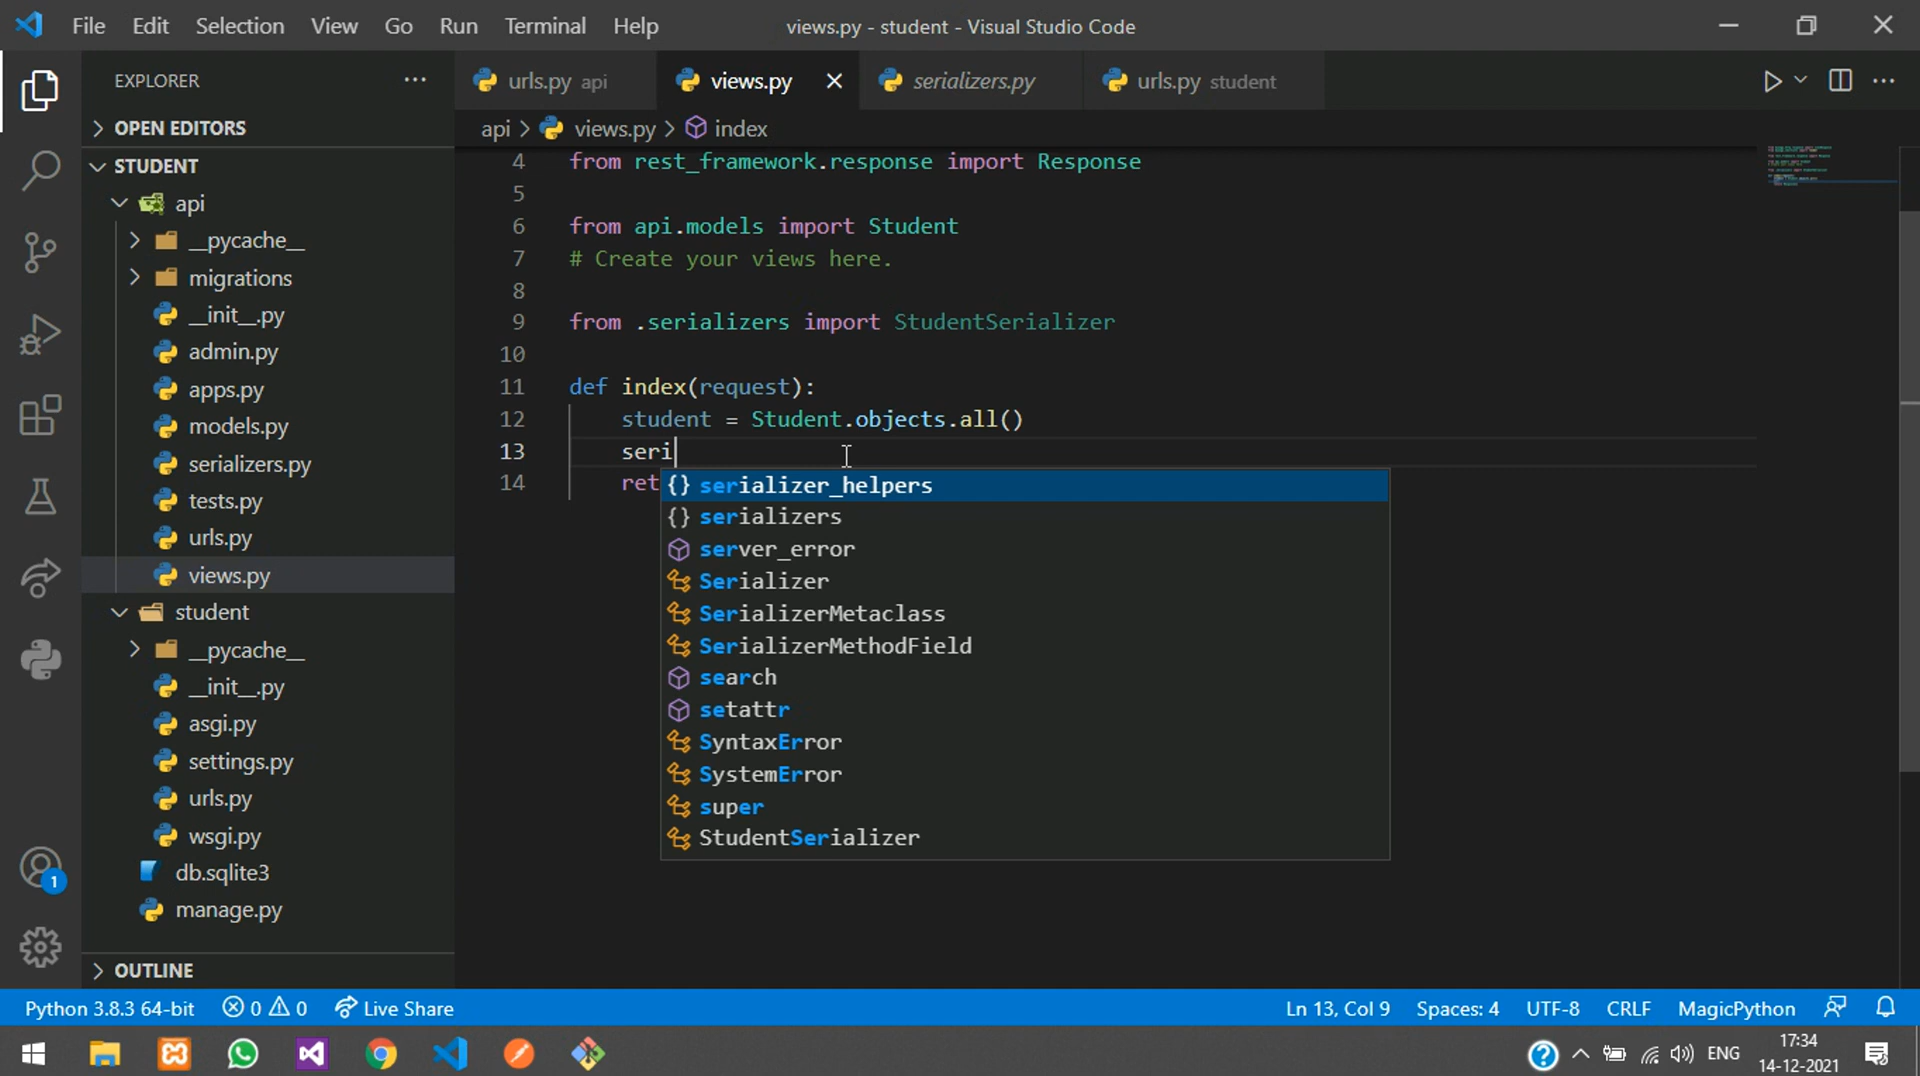 File Edit Selection View Go Run Terminal Help
views.py - student - Visual Studio Code
EXPLORER ···
OPEN EDITORS
STUDENT
api
__pycache__
migrations
__init__.py
admin.py
apps.py
models.py
serializers.py
tests.py
urls.py
views.py
student
__pycache__
__init__.py
asgi.py
settings.py
urls.py
wsgi.py
db.sqlite3
manage.py
OUTLINE
1
urls.py api
views.py
serializers.py
urls.py student
api > views.py > index
4 from rest_framework.response import Response
5
6 from api.models import Student
7 # Create your views here.
8
9 from .serializers import StudentSerializer
10
11 def index(request):
12 student = Student.objects.all()
13 seri
14 ret
{} serializer_helpers
{} serializers
server_error
Serializer
SerializerMetaclass
SerializerMethodField
search
setattr
SyntaxError
SystemError
super
StudentSerializer
Python 3.8.3 64-bit 0 0 Live Share
Ln 13, Col 9 Spaces: 4 UTF-8 CRLF MagicPython
ENG
17:34
14-12-2021